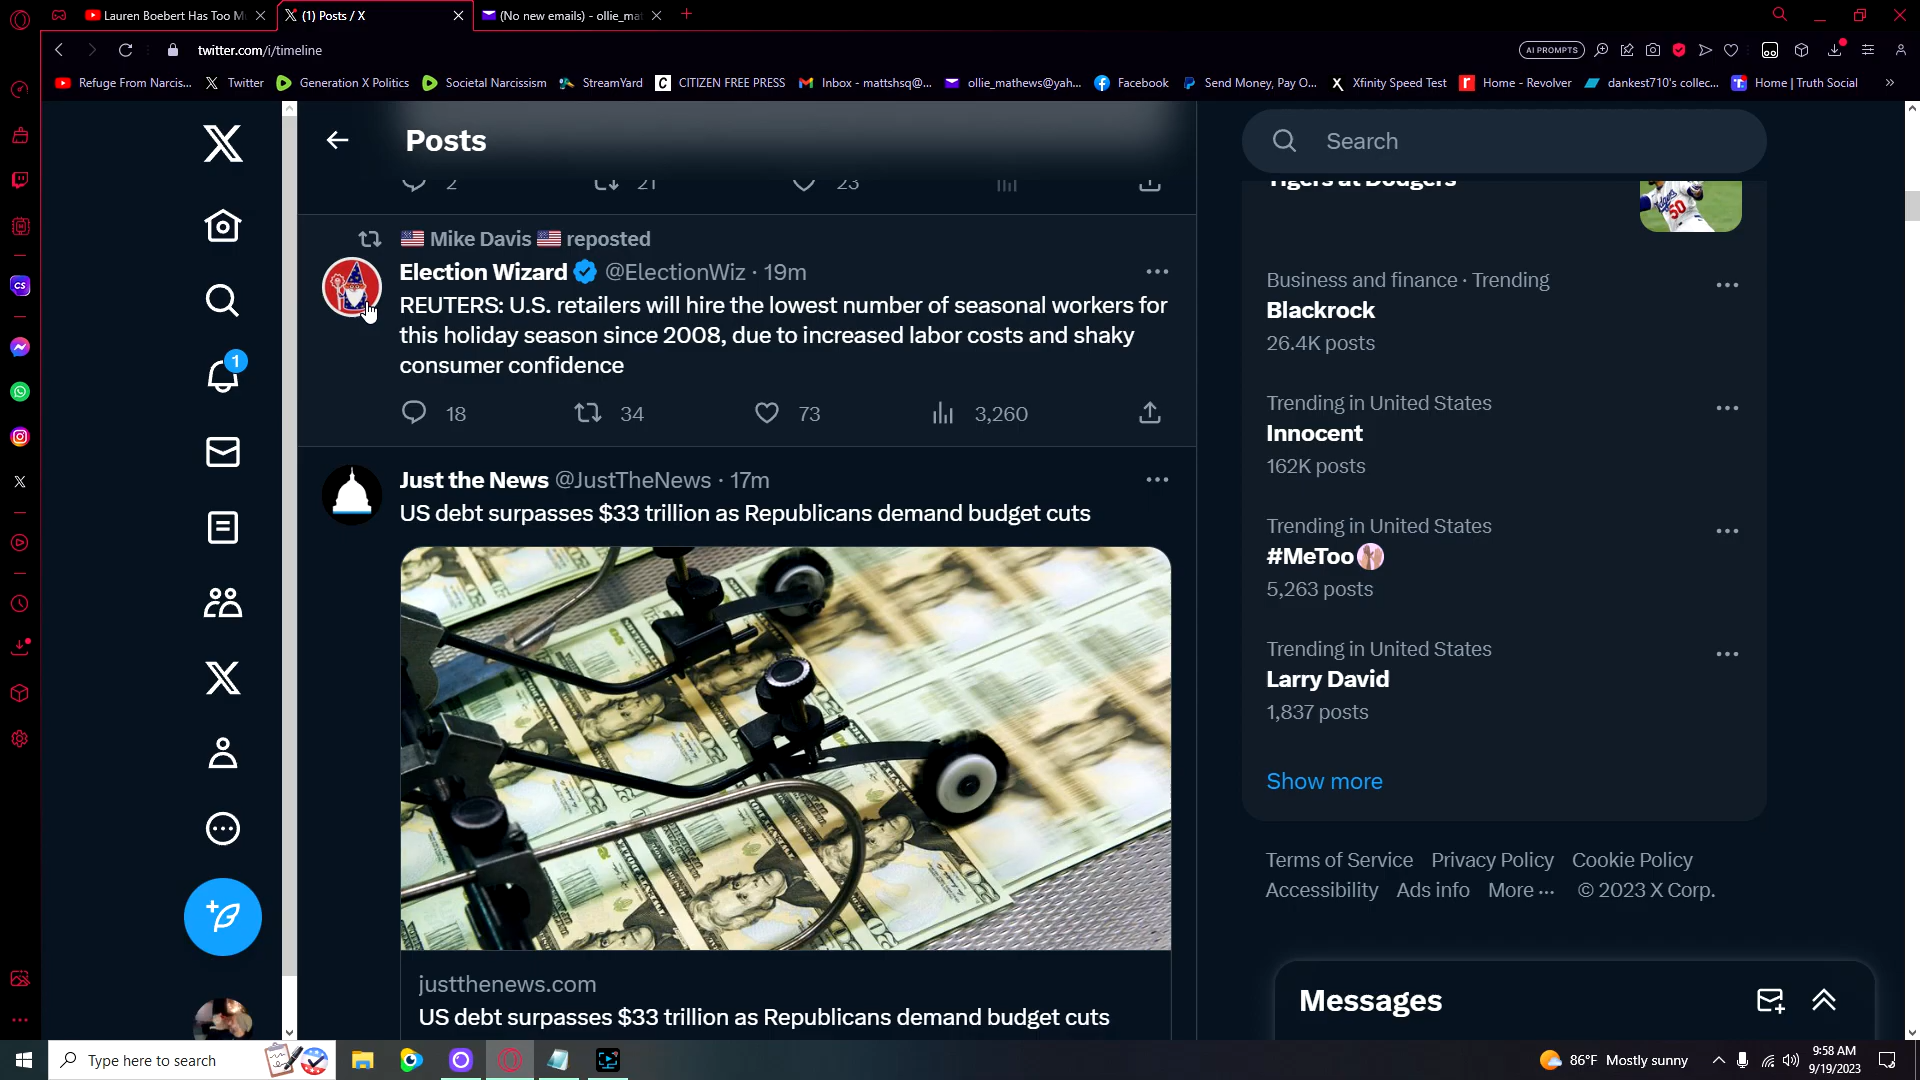 Lauren Boebert Has Too M
(1) Posts / X
(No new emails) - ollie_ma
twitter.com/i/timeline
AI PROMPTS
Refuge From Narcis...
Twitter
Generation X Politics
Societal Narcissism
StreamYard
CITIZEN FREE PRESS
Inbox - mattshsq@...
ollie_mathews@yah...
Facebook
Send Money, Pay O...
Xfinity Speed Test
Home - Revolver
dankest710's collec...
Home | Truth Social
Posts
Search
2 21 23
Tigers at Dodgers
🇺🇸 Mike Davis 🇺🇸 reposted
Election Wizard @ElectionWiz · 19m
REUTERS: U.S. retailers will hire the lowest number of seasonal workers for
this holiday season since 2008, due to increased labor costs and shaky
consumer confidence
18 34 73 3,260
Just the News @JustTheNews · 17m
US debt surpasses $33 trillion as Republicans demand budget cuts
justthenews.com
US debt surpasses $33 trillion as Republicans demand budget cuts
1
Business and finance · Trending
Blackrock
26.4K posts
Trending in United States
Innocent
162K posts
Trending in United States
#MeToo
5,263 posts
Trending in United States
Larry David
1,837 posts
Show more
Terms of Service Privacy Policy Cookie Policy
Accessibility Ads info More ··· © 2023 X Corp.
Messages
Type here to search
86°F Mostly sunny
9:58 AM
9/19/2023